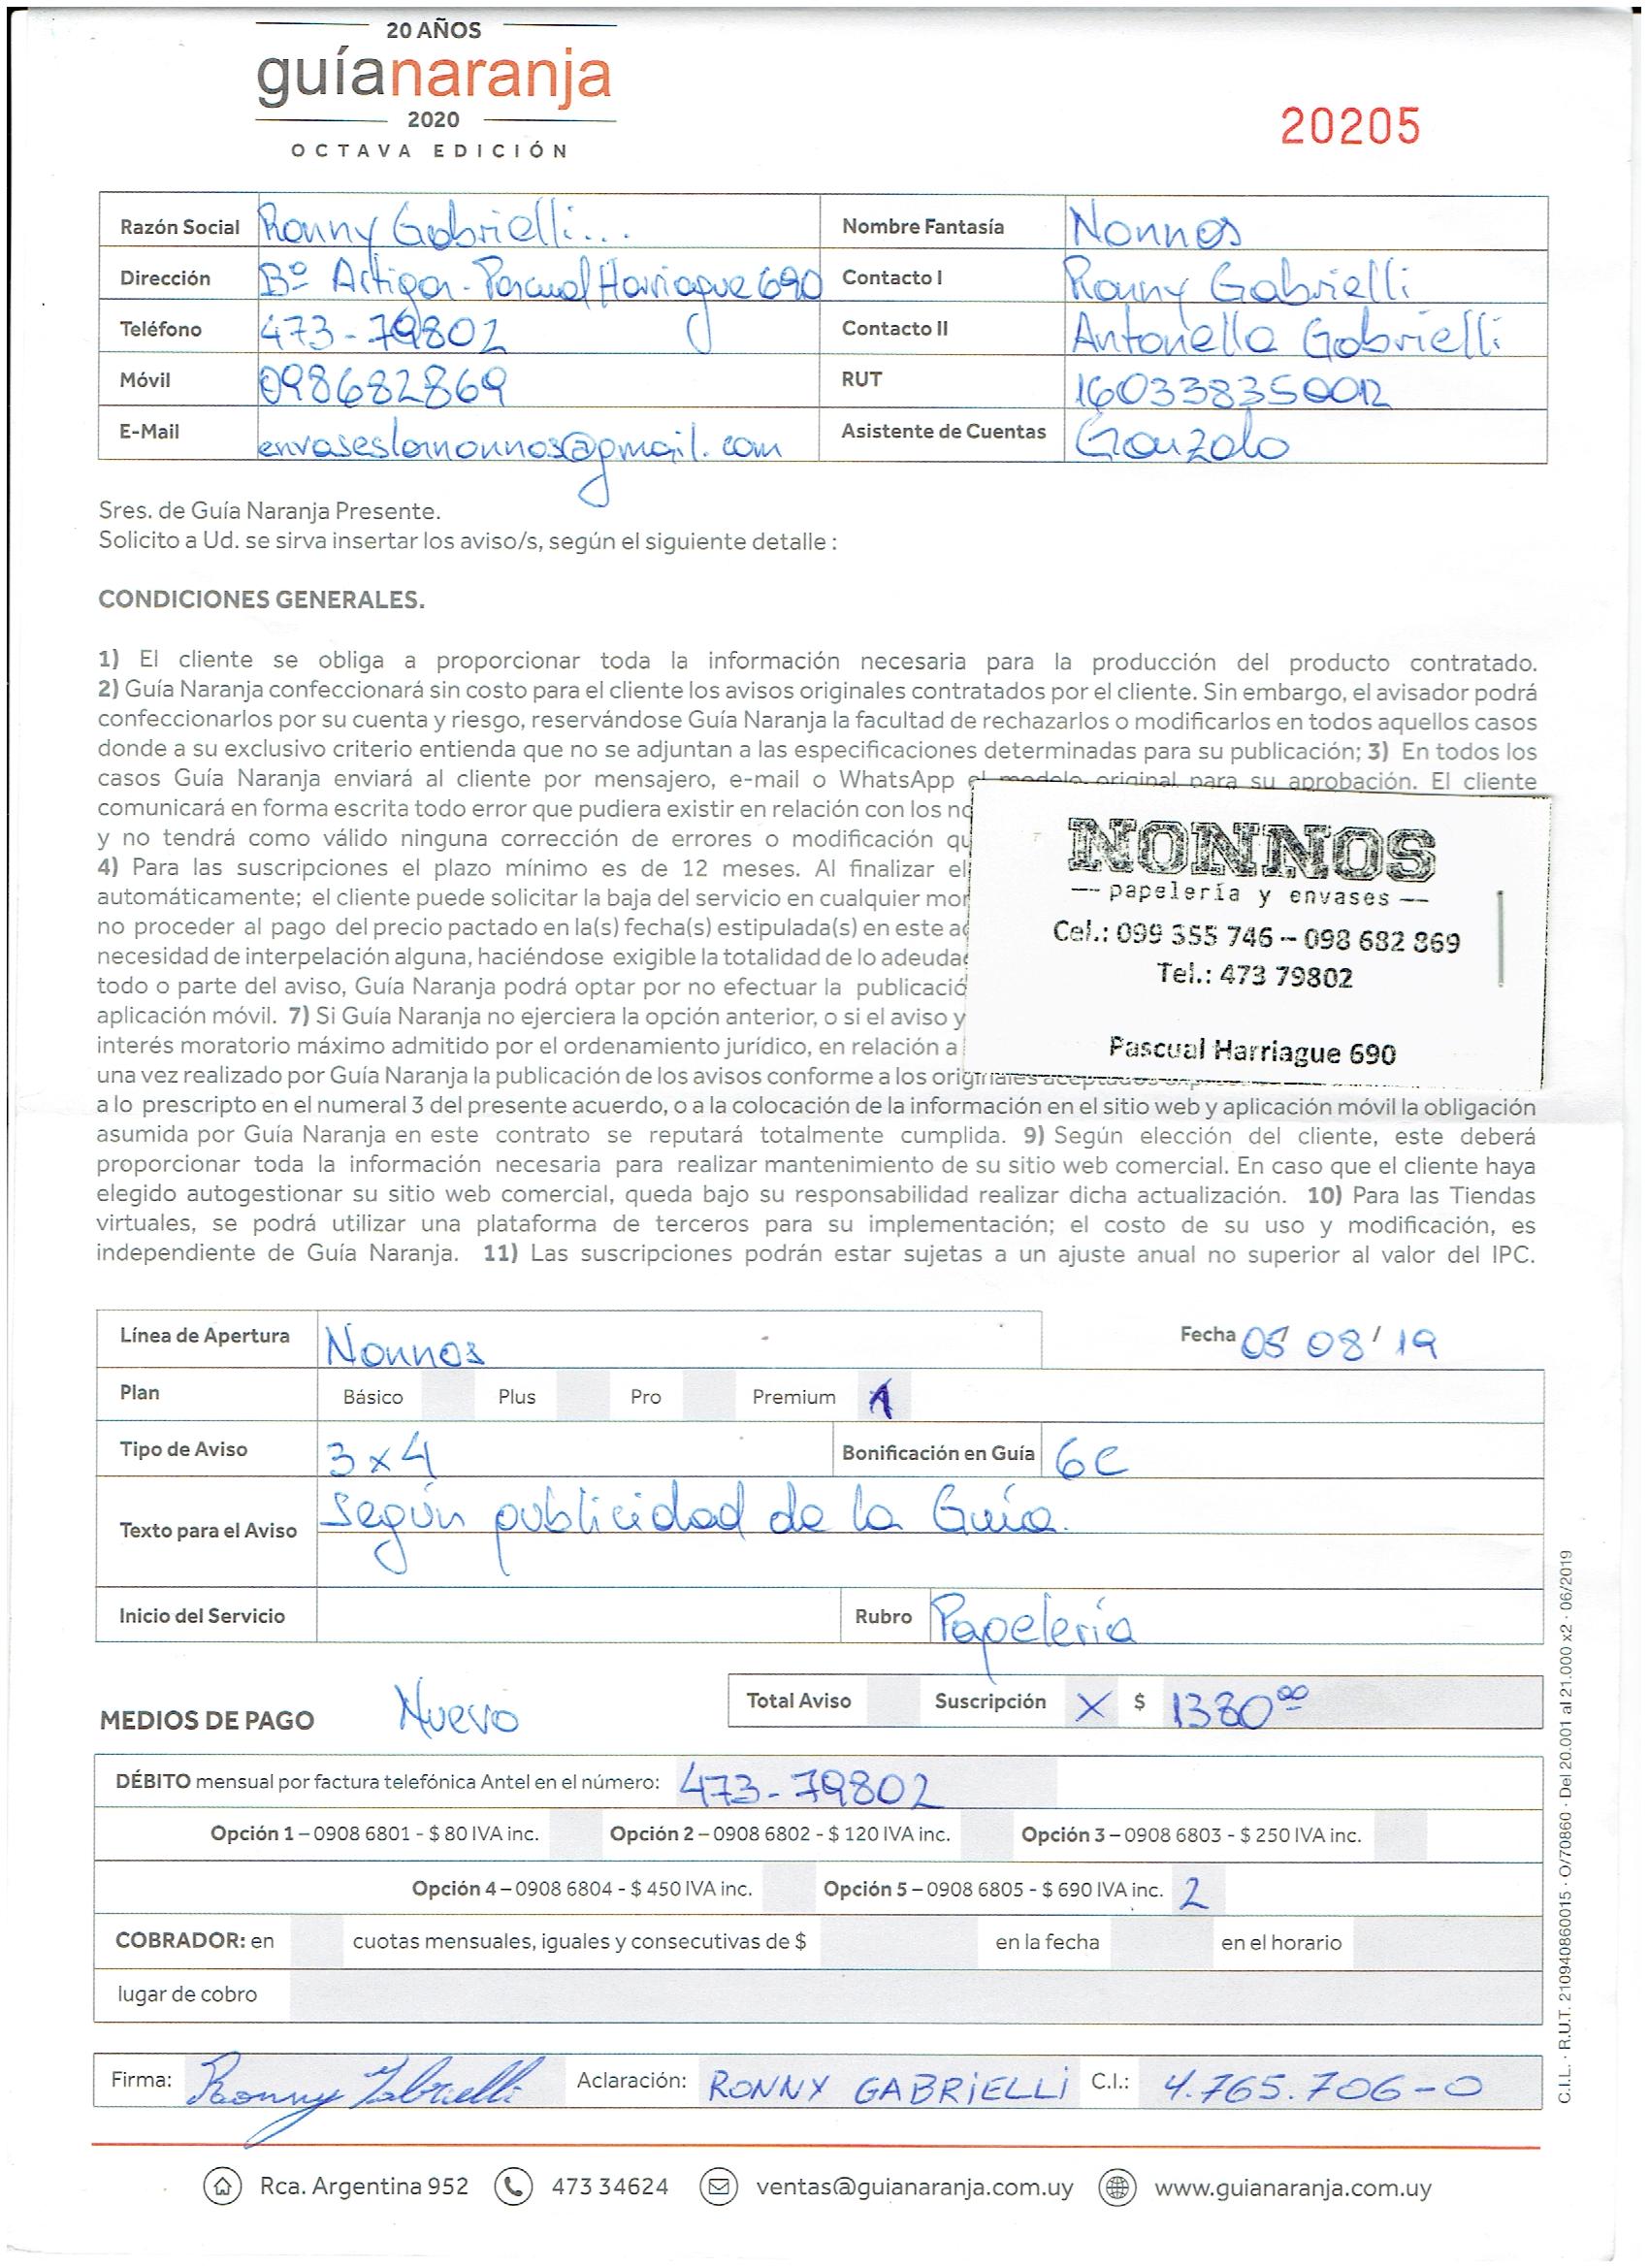 20 AÑOS
guíanaranja
2020
OCTAVA EDICIÓN
20205
Razón Social Ronny Gabrielli... Nombre Fantasía Nonnos
Dirección Bº Artigas - Pascual Harriague 690 Contacto I Ronny Gabrielli
Teléfono 473-79802 Contacto II Antonella Gabrielli
Móvil 098682869 RUT 160338350012
E-Mail envaseslosnonnos@gmail.com Asistente de Cuentas Gonzalo
Sres. de Guía Naranja Presente.
Solicito a Ud. se sirva insertar los aviso/s, según el siguiente detalle :
CONDICIONES GENERALES.
1) El cliente se obliga a proporcionar toda la información necesaria para la producción del producto contratado.
2) Guía Naranja confeccionará sin costo para el cliente los avisos originales contratados por el cliente. Sin embargo, el avisador podrá
confeccionarlos por su cuenta y riesgo, reservándose Guía Naranja la facultad de rechazarlos o modificarlos en todos aquellos casos
donde a su exclusivo criterio entienda que no se adjuntan a las especificaciones determinadas para su publicación; 3) En todos los
casos Guía Naranja enviará al cliente por mensajero, e-mail o WhatsApp el modelo original para su aprobación. El cliente
comunicará en forma escrita todo error que pudiera existir en relación con los
y no tendrá como válido ninguna corrección de errores o modificación
4) Para las suscripciones el plazo mínimo es de 12 meses. Al finalizar el
automáticamente; el cliente puede solicitar la baja del servicio en cualquier
no proceder al pago del precio pactado en la(s) fecha(s) estipulada(s) en este
necesidad de interpelación alguna, haciéndose exigible la totalidad de lo
todo o parte del aviso, Guía Naranja podrá optar por no efectuar la
aplicación móvil. 7) Si Guía Naranja no ejerciera la opción anterior, o si el aviso y
interés moratorio máximo admitido por el ordenamiento jurídico, en relación a
una vez realizado por Guía Naranja la publicación de los avisos conforme a los originales aceptados
a lo prescripto en el numeral 3 del presente acuerdo, o a la colocación de la información en el sitio web y aplicación móvil la obligación
asumida por Guía Naranja en este contrato se reputará totalmente cumplida. 9) Según elección del cliente, este deberá
proporcionar toda la información necesaria para realizar mantenimiento de su sitio web comercial. En caso que el cliente haya
elegido autogestionar su sitio web comercial, queda bajo su responsabilidad realizar dicha actualización. 10) Para las Tiendas
virtuales, se podrá utilizar una plataforma de terceros para su implementación; el costo de su uso y modificación, es
independiente de Guía Naranja. 11) Las suscripciones podrán estar sujetas a un ajuste anual no superior al valor del IPC.
NONNOS
-- papelería y envases --
Cel.: 099 355 746 -- 098 682 869
Tel.: 473 79802
Pascual Harriague 690
Línea de Apertura Nonnos Fecha 05 08/ 19
Plan Básico Plus Pro Premium 1
Tipo de Aviso 3x4 Bonificación en Guía 6C
Texto para el Aviso Según publicidad de la Guía.
Inicio del Servicio Rubro Papelería
MEDIOS DE PAGO Nuevo Total Aviso Suscripción X $ 1380⁰⁰
DÉBITO mensual por factura telefónica Antel en el número: 473-79802
Opción 1 – 0908 6801 - $ 80 IVA inc. Opción 2 – 0908 6802 - $ 120 IVA inc. Opción 3 – 0908 6803 - $ 250 IVA inc.
Opción 4 – 0908 6804 - $ 450 IVA inc. Opción 5 – 0908 6805 - $ 690 IVA inc. 2
COBRADOR: en cuotas mensuales, iguales y consecutivas de $ en la fecha en el horario
lugar de cobro
Firma: Ronny Gabrielli Aclaración: RONNY GABRIELLI C.I.: 4.765.706-0
Rca. Argentina 952 473 34624 ventas@guianaranja.com.uy www.guianaranja.com.uy
C.I.L. · R.U.T. 210940860015 · O/70860 · Del 20.001 al 21.000 x2 · 06/2019